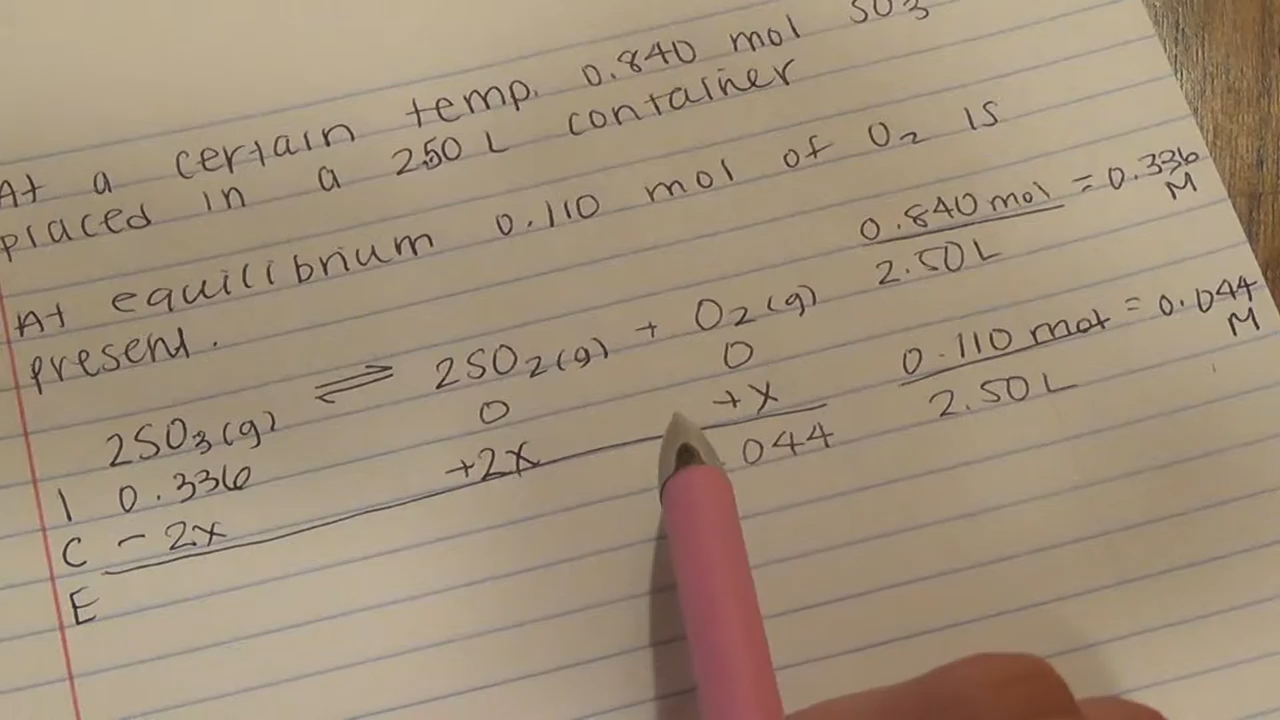 At a certain temp. 0.840 mol SO3
placed in a 2.50 L container
At equilibrium 0.110 mol of O2 is
present.
2SO3(g) ⇌ 2SO2(g) + O2(g)
I 0.336 0 0
C - 2x +2x +x
E 044
0.840 mol = 0.336 M
2.50 L
0.110 mol = 0.044 M
2.50 L